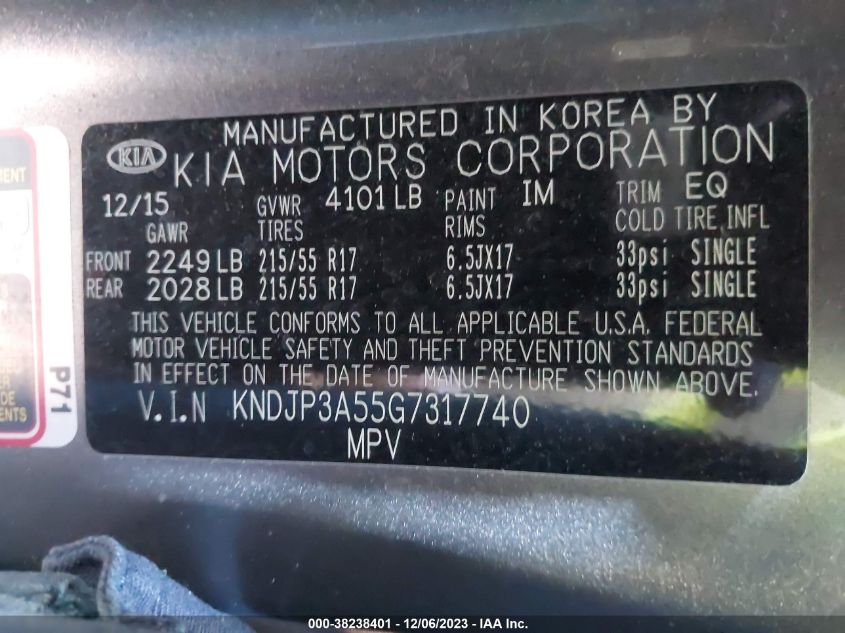 MANUFACTURED IN KOREA BY
KIA KIA MOTORS CORPORATION
12/15 GVWR 4101 LB PAINT IM TRIM EQ
GAWR TIRES RIMS COLD TIRE INFL
FRONT 2249 LB 215/55 R17 6.5JX17 33psi SINGLE
REAR 2028 LB 215/55 R17 6.5JX17 33psi SINGLE
THIS VEHICLE CONFORMS TO ALL APPLICABLE U.S.A. FEDERAL
MOTOR VEHICLE SAFETY AND THEFT PREVENTION STANDARDS
IN EFFECT ON THE DATE OF MANUFACTURE SHOWN ABOVE.
V.I.N KNDJP3A55G7317740
MPV
P71
000-38238401 - 12/06/2023 - IAA Inc.